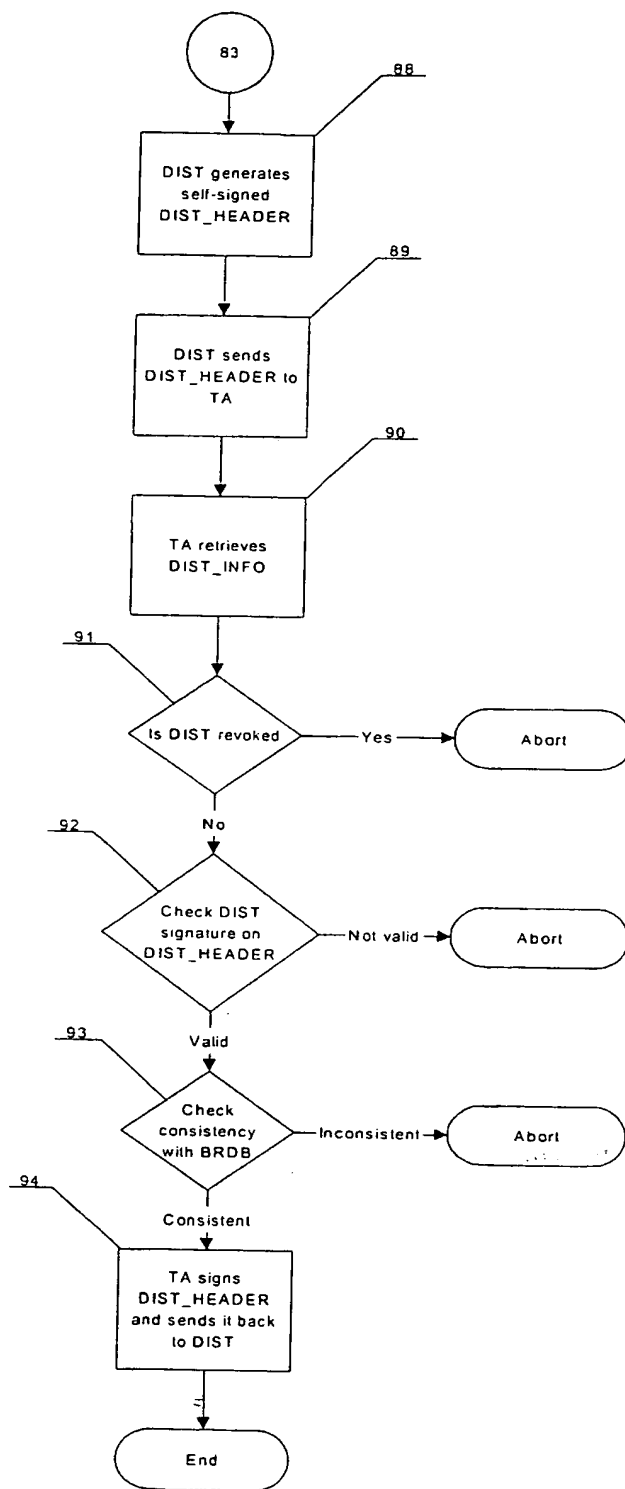 83
88
DIST generates
self-signed
DIST_HEADER
89
DIST sends
DIST_HEADER to
TA
90
TA retrieves
DIST_INFO
91
Is DIST revoked
Yes
Abort
No
92
Check DIST
signature on
DIST_HEADER
Not valid
Abort
Valid
93
Check
consistency
with BRDB
Inconsistent
Abort
94
Consistent
TA signs
DIST_HEADER
and sends it back
to DIST
End